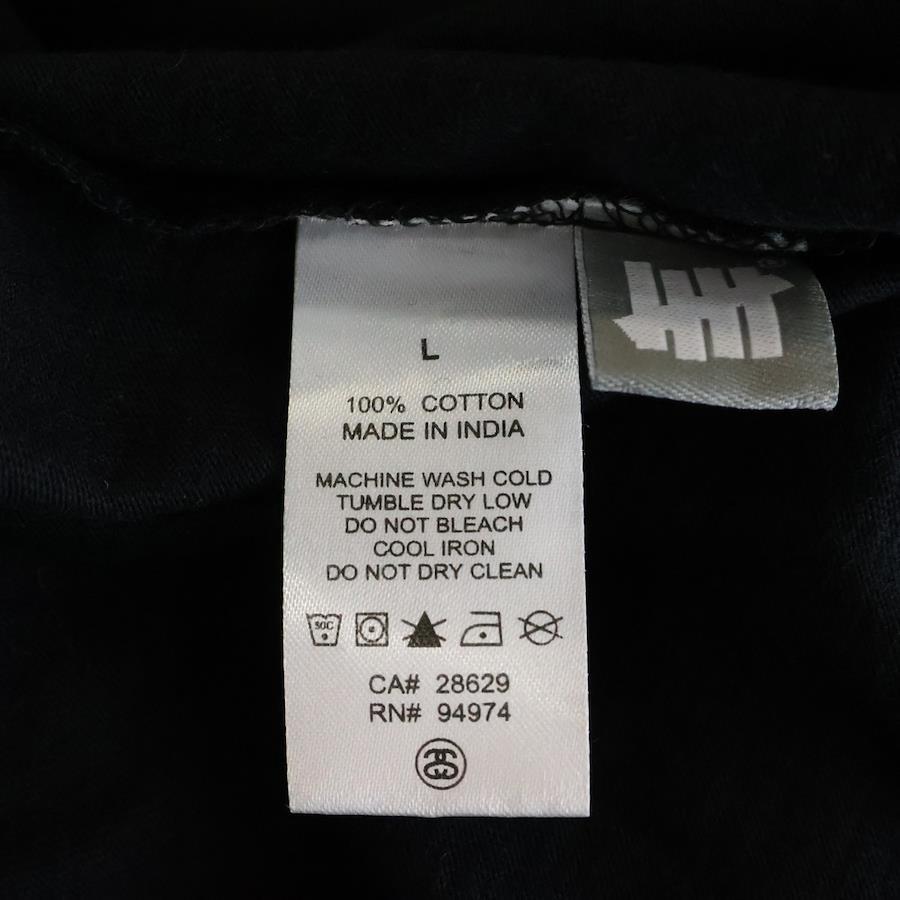 L
100% COTTON
MADE IN INDIA
MACHINE WASH COLD
TUMBLE DRY LOW
DO NOT BLEACH
COOL IRON
DO NOT DRY CLEAN
CA# 28629
RN# 94974